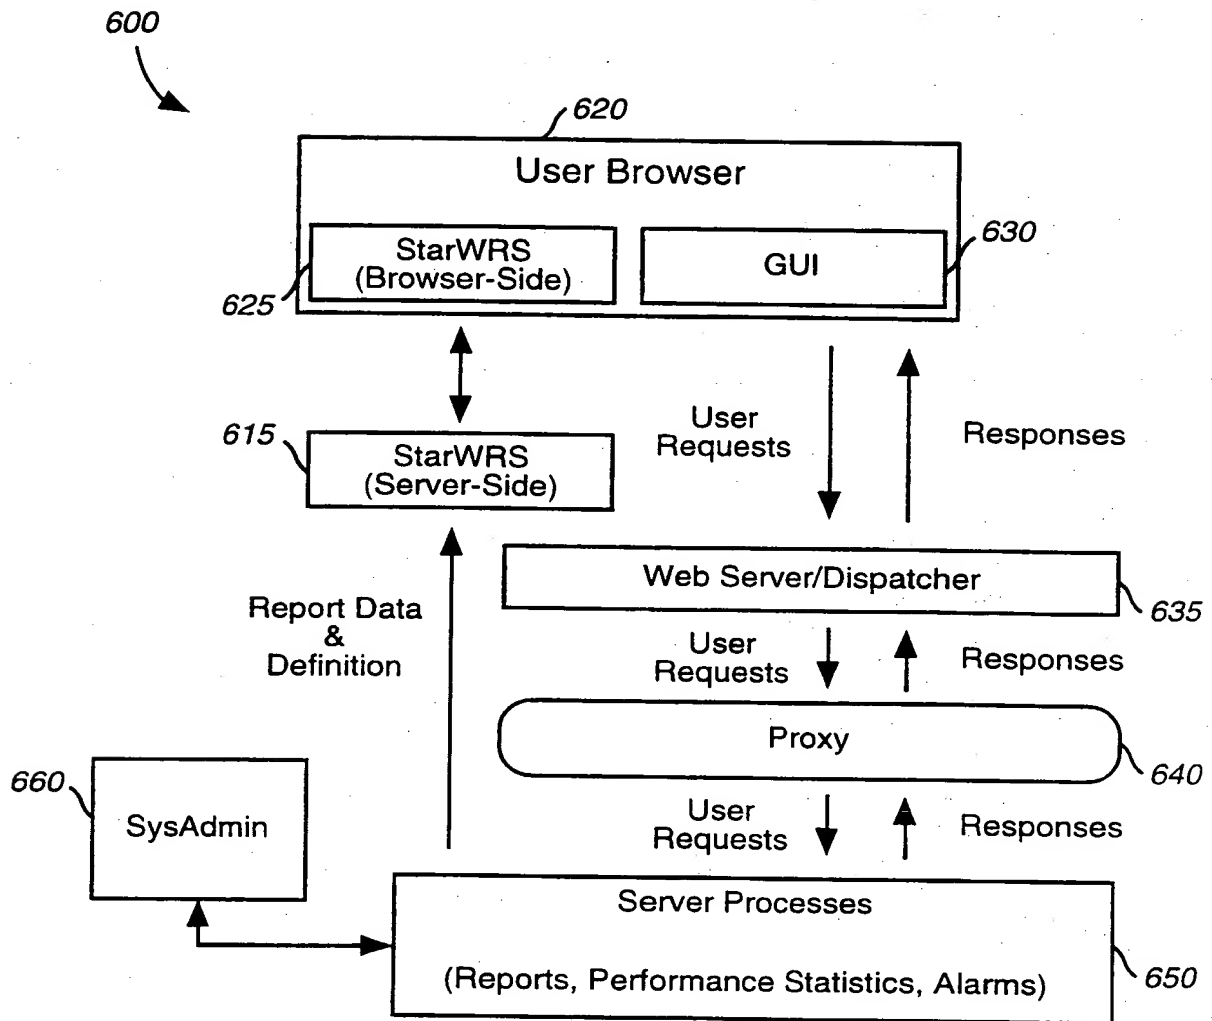 600
620
User Browser
StarWRS
(Browser-Side)
GUI
630
625
User
Requests
Responses
615
StarWRS
(Server-Side)
Web Server/Dispatcher
635
Report Data
&
Definition
User
Requests
Responses
Proxy
640
660
SysAdmin
User
Requests
Responses
Server Processes
(Reports, Performance Statistics, Alarms)
650